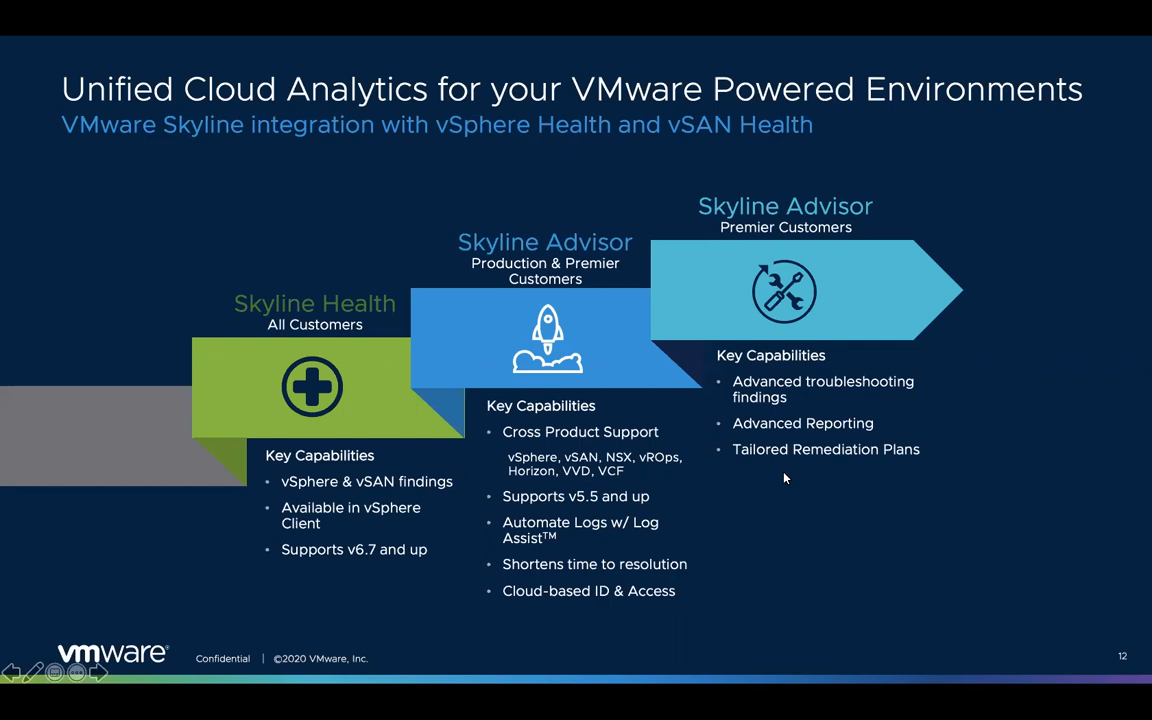 Unified Cloud Analytics for your VMware Powered Environments
VMware Skyline integration with vSphere Health and vSAN Health
Skyline Health
All Customers
Key Capabilities
• vSphere & vSAN findings
• Available in vSphere
Client
• Supports v6.7 and up
Skyline Advisor
Production & Premier
Customers
Key Capabilities
• Cross Product Support
vSphere, vSAN, NSX, vROps,
Horizon, VVD, VCF
• Supports v5.5 and up
• Automate Logs w/ Log
Assist™
• Shortens time to resolution
• Cloud-based ID & Access
Skyline Advisor
Premier Customers
Key Capabilities
• Advanced troubleshooting
findings
• Advanced Reporting
• Tailored Remediation Plans
vmware®
Confidential | ©2020 VMware, Inc.
12